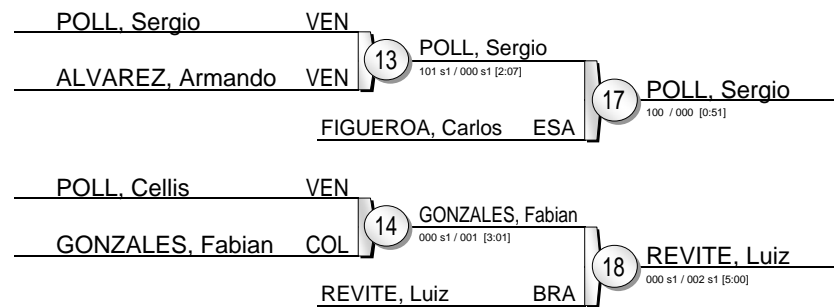 POLL, Sergio VEN
13
POLL, Sergio
101 s1 / 000 s1 [2:07]
ALVAREZ, Armando VEN
17
POLL, Sergio
100 / 000 [0:51]
FIGUEROA, Carlos ESA
POLL, Cellis VEN
14
GONZALES, Fabian
000 s1 / 001 [3:01]
GONZALES, Fabian COL
18
REVITE, Luiz
000 s1 / 002 s1 [5:00]
REVITE, Luiz BRA